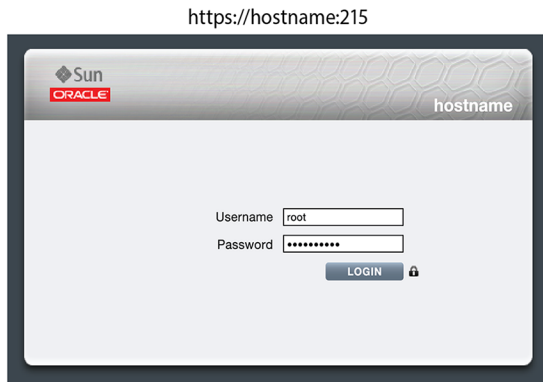 https://hostname:215
Sun
ORACLE
hostname
Username root
Password ••••••••••
LOGIN